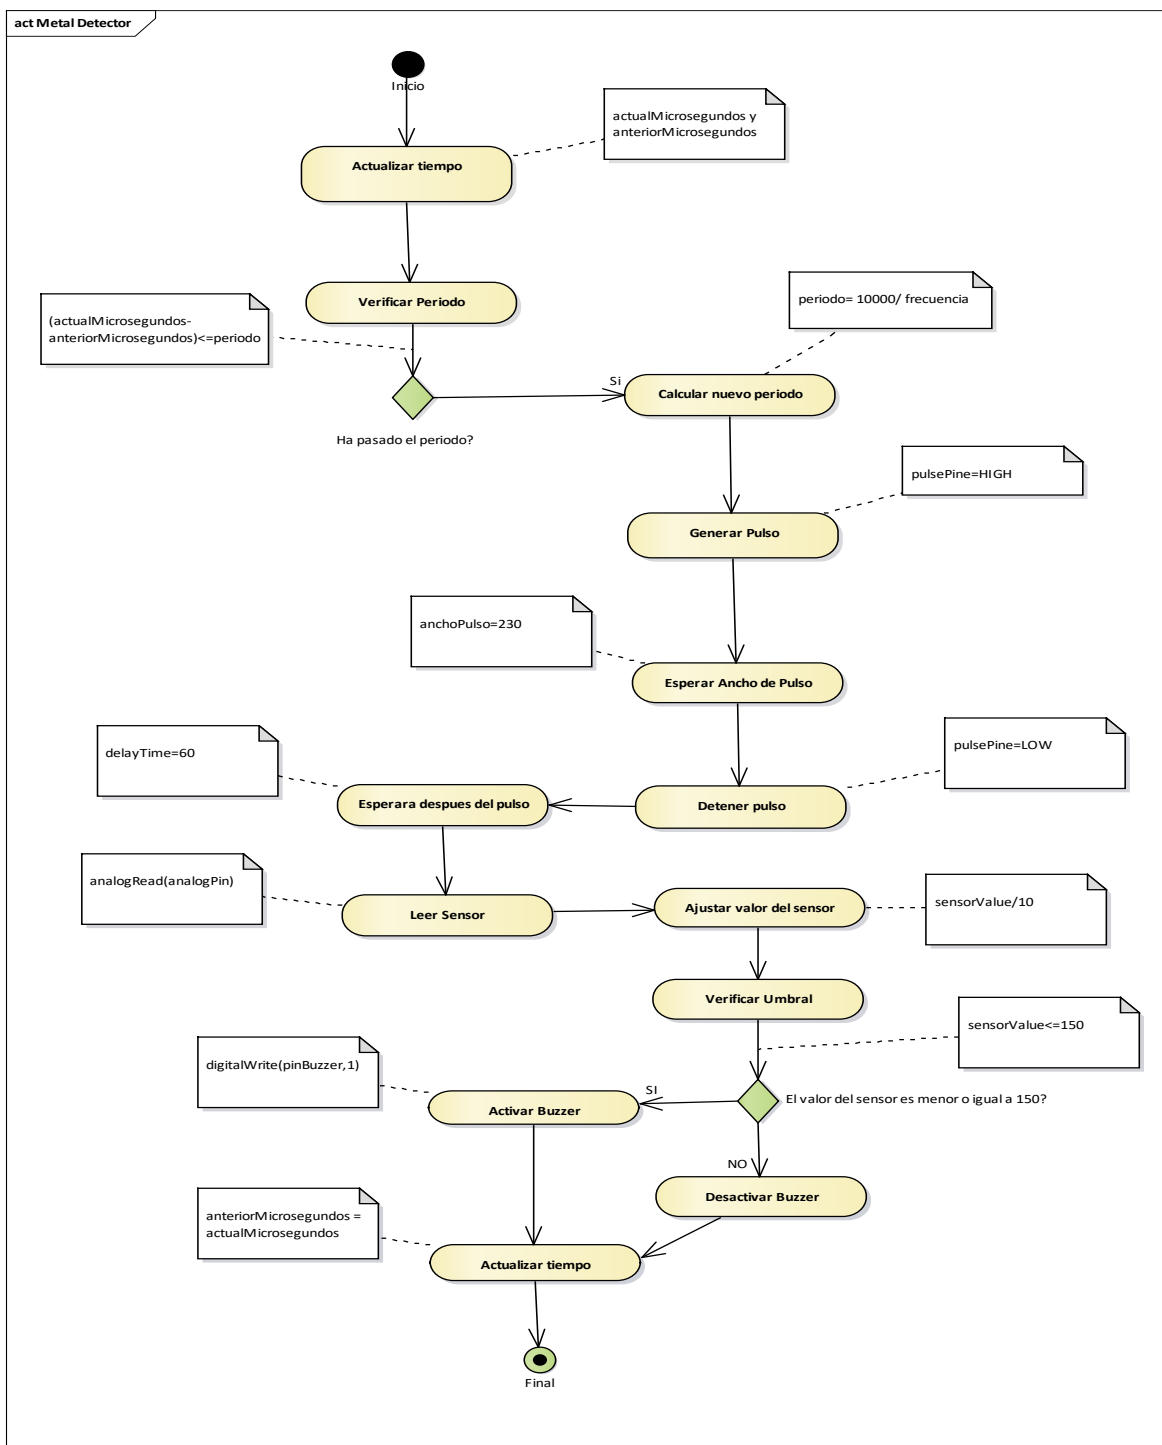 act Metal Detector
Inicio
actualMicrosegundos y
anteriorMicrosegundos
Actualizar tiempo
periodo= 10000/ frecuencia
Verificar Periodo
(actualMicrosegundos-
anteriorMicrosegundos)<=periodo
Si
Calcular nuevo periodo
Ha pasado el periodo?
pulsePine=HIGH
Generar Pulso
anchoPulso=230
Esperar Ancho de Pulso
delayTime=60
pulsePine=LOW
Esperara despues del pulso
Detener pulso
analogRead(analogPin)
Leer Sensor
Ajustar valor del sensor
sensorValue/10
Verificar Umbral
sensorValue<=150
digitalWrite(pinBuzzer,1)
SI
El valor del sensor es menor o igual a 150?
Activar Buzzer
NO
Desactivar Buzzer
anteriorMicrosegundos =
actualMicrosegundos
Actualizar tiempo
Final